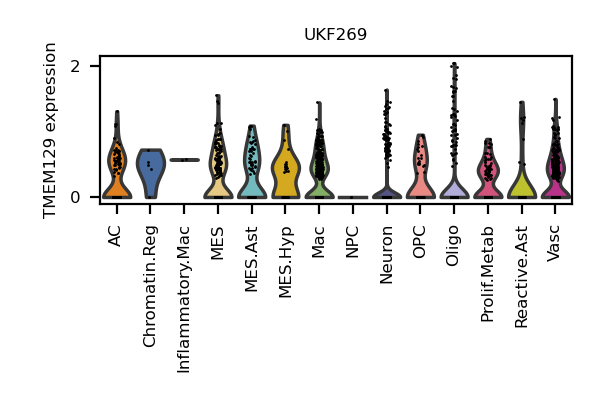 UKF269
TMEM129 expression
2
0
AC
Chromatin.Reg
Inflammatory.Mac
MES
MES.Ast
MES.Hyp
Mac
NPC
Neuron
OPC
Oligo
Prolif.Metab
Reactive.Ast
Vasc